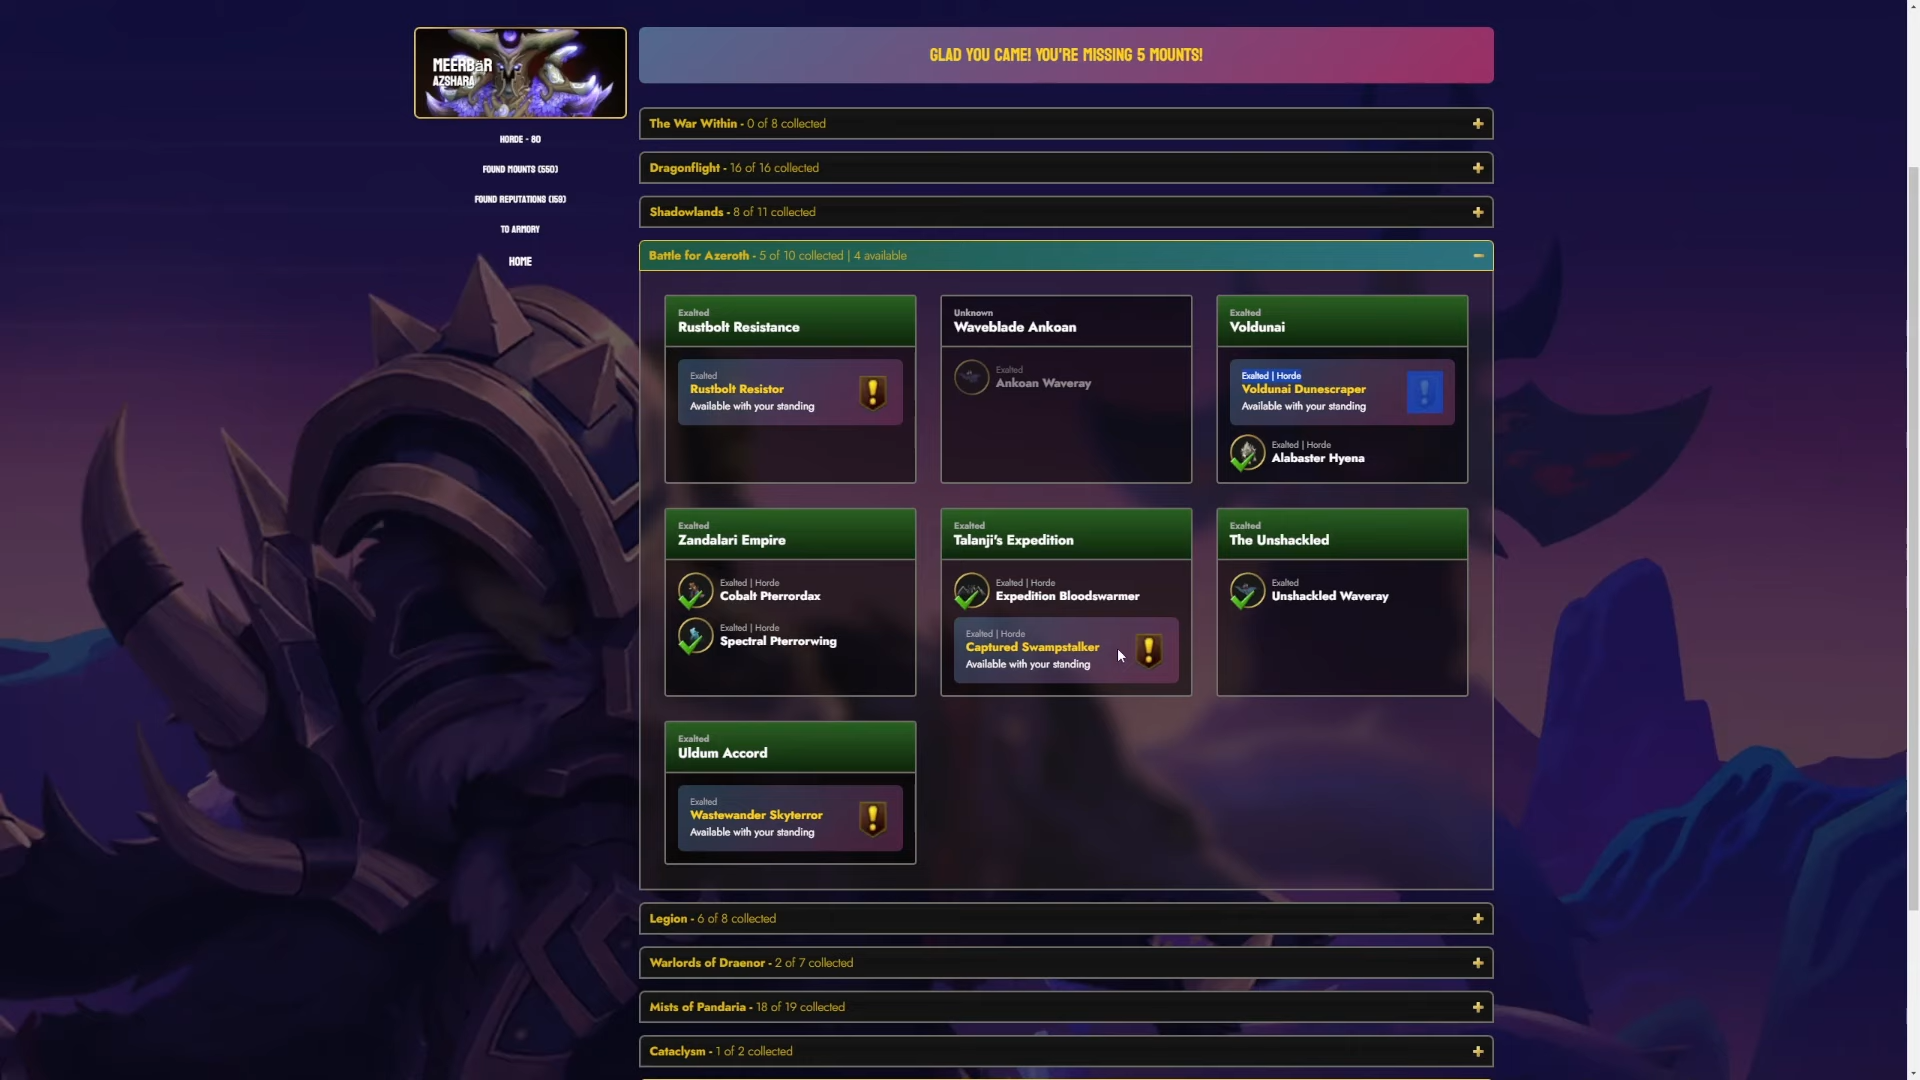 MEERBäR
AZSHARA
HORDE - 80
FOUND MOUNTS (550)
FOUND REPUTATIONS (159)
TO ARMORY
HOME
GLAD YOU CAME! YOU'RE MISSING 5 MOUNTS!
The War Within - 0 of 8 collected
Dragonflight - 16 of 16 collected
Shadowlands - 8 of 11 collected
Battle for Azeroth - 5 of 10 collected | 4 available
Exalted
Rustbolt Resistance
Exalted
Rustbolt Resistor
Available with your standing
Unknown
Waveblade Ankoan
Exalted
Ankoan Waveray
Exalted
Voldunai
Exalted | Horde
Voldunai Dunescraper
Available with your standing
Exalted | Horde
Alabaster Hyena
Exalted
Zandalari Empire
Exalted | Horde
Cobalt Pterrordax
Exalted | Horde
Spectral Pterrorwing
Exalted
Talanji's Expedition
Exalted | Horde
Expedition Bloodswarmer
Exalted | Horde
Captured Swampstalker
Available with your standing
Exalted
The Unshackled
Exalted
Unshackled Waveray
Exalted
Uldum Accord
Exalted
Wastewander Skyterror
Available with your standing
Legion - 6 of 8 collected
Warlords of Draenor - 2 of 7 collected
Mists of Pandaria - 18 of 19 collected
Cataclysm - 1 of 2 collected